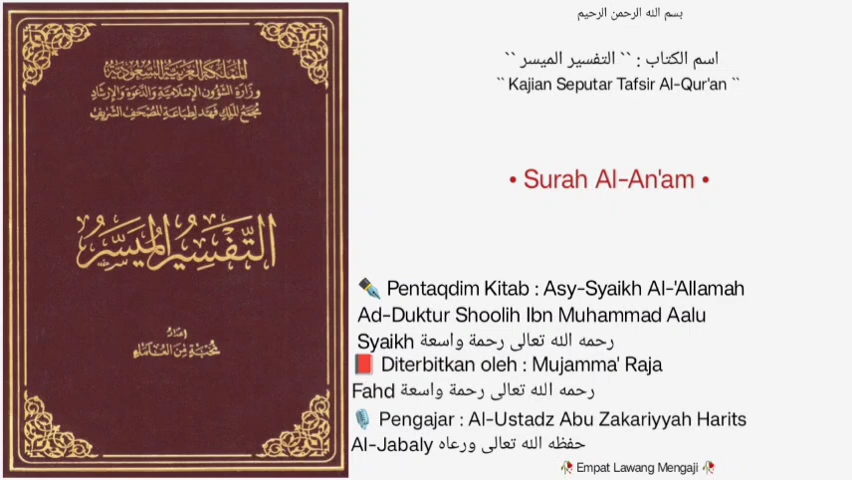 المملكة العربية السعودية
وزارة الشؤون الإسلامية والدعوة والإرشاد
مجمع الملك فهد لطباعة المصحف الشريف
التَّفْسِيرُ المُيَسَّرُ
إعداد
نخبة من العلماء
بسم الله الرحمن الرحيم
اسم الكتاب : `` التفسير الميسر ``
`` Kajian Seputar Tafsir Al-Qur'an ``
• Surah Al-An'am •
✒️ Pentaqdim Kitab : Asy-Syaikh Al-'Allamah
Ad-Duktur Shoolih Ibn Muhammad Aalu
Syaikh رحمه الله تعالى رحمة واسعة
📕 Diterbitkan oleh : Mujamma' Raja
Fahd رحمه الله تعالى رحمة واسعة
🎙️ Pengajar : Al-Ustadz Abu Zakariyyah Harits
Al-Jabaly حفظه الله تعالى ورعاه
🥀 Empat Lawang Mengaji 🥀